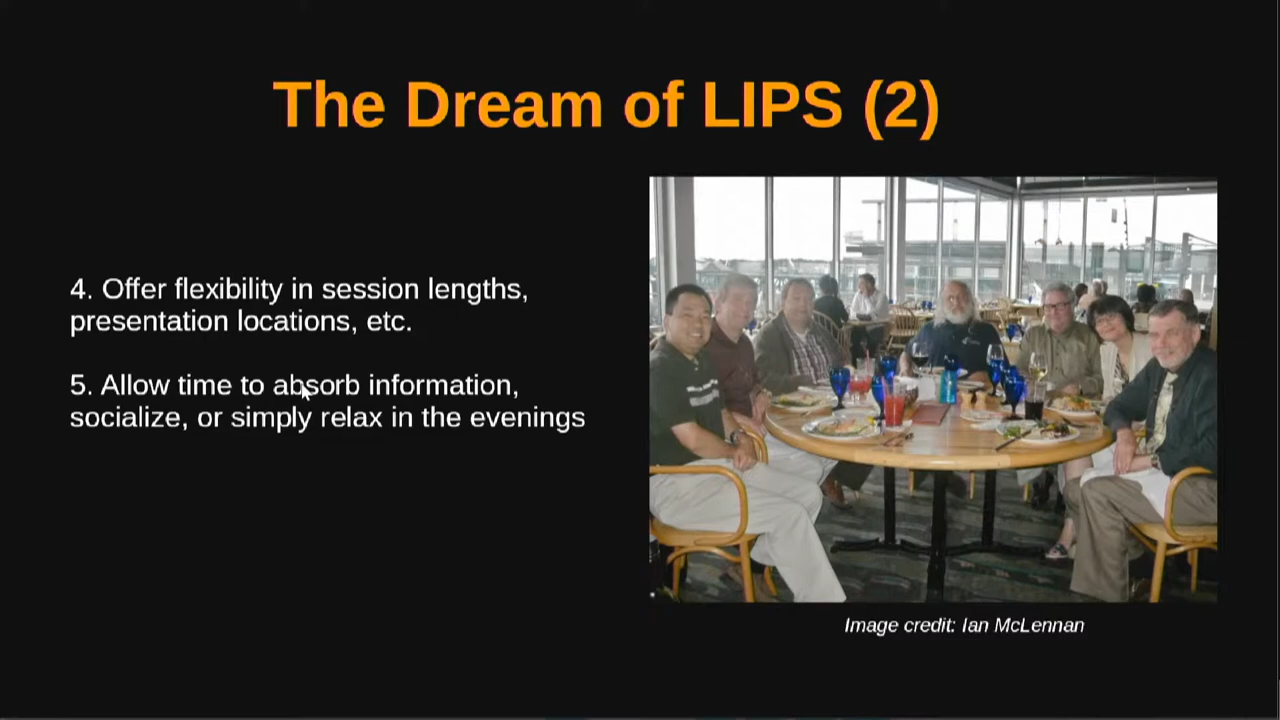 The Dream of LIPS (2)
4. Offer flexibility in session lengths,
presentation locations, etc.
5. Allow time to absorb information,
socialize, or simply relax in the evenings
Image credit: Ian McLennan